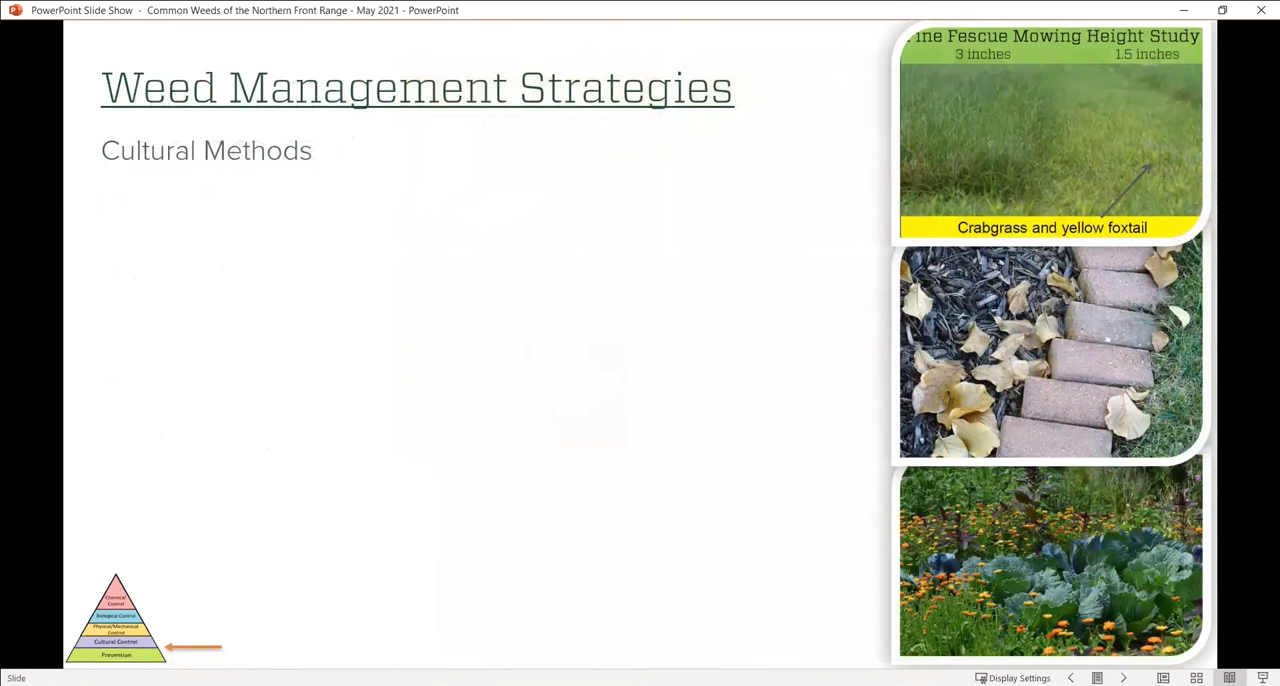 PowerPoint Slide Show - Common Weeds of the Northern Front Range - May 2021 - PowerPoint
Weed Management Strategies
Cultural Methods
ine Fescue Mowing Height Study
3 inches 1.5 inches
Crabgrass and yellow foxtail
Chemical
Control
Biological Control
Physical/Mechanical
Control
Cultural Control
Prevention
Slide
Display Settings